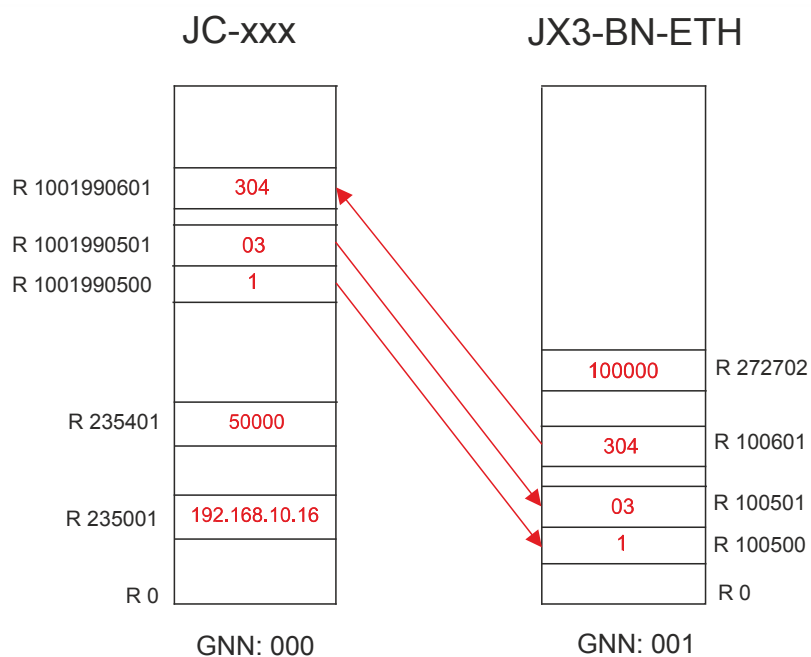 JC-xxx
JX3-BN-ETH
R 1001990601
304
R 1001990501
03
R 1001990500
1
100000
R 272702
R 235401
50000
304
R 100601
R 235001
192.168.10.16
03
R 100501
1
R 100500
R 0
R 0
GNN: 000
GNN: 001